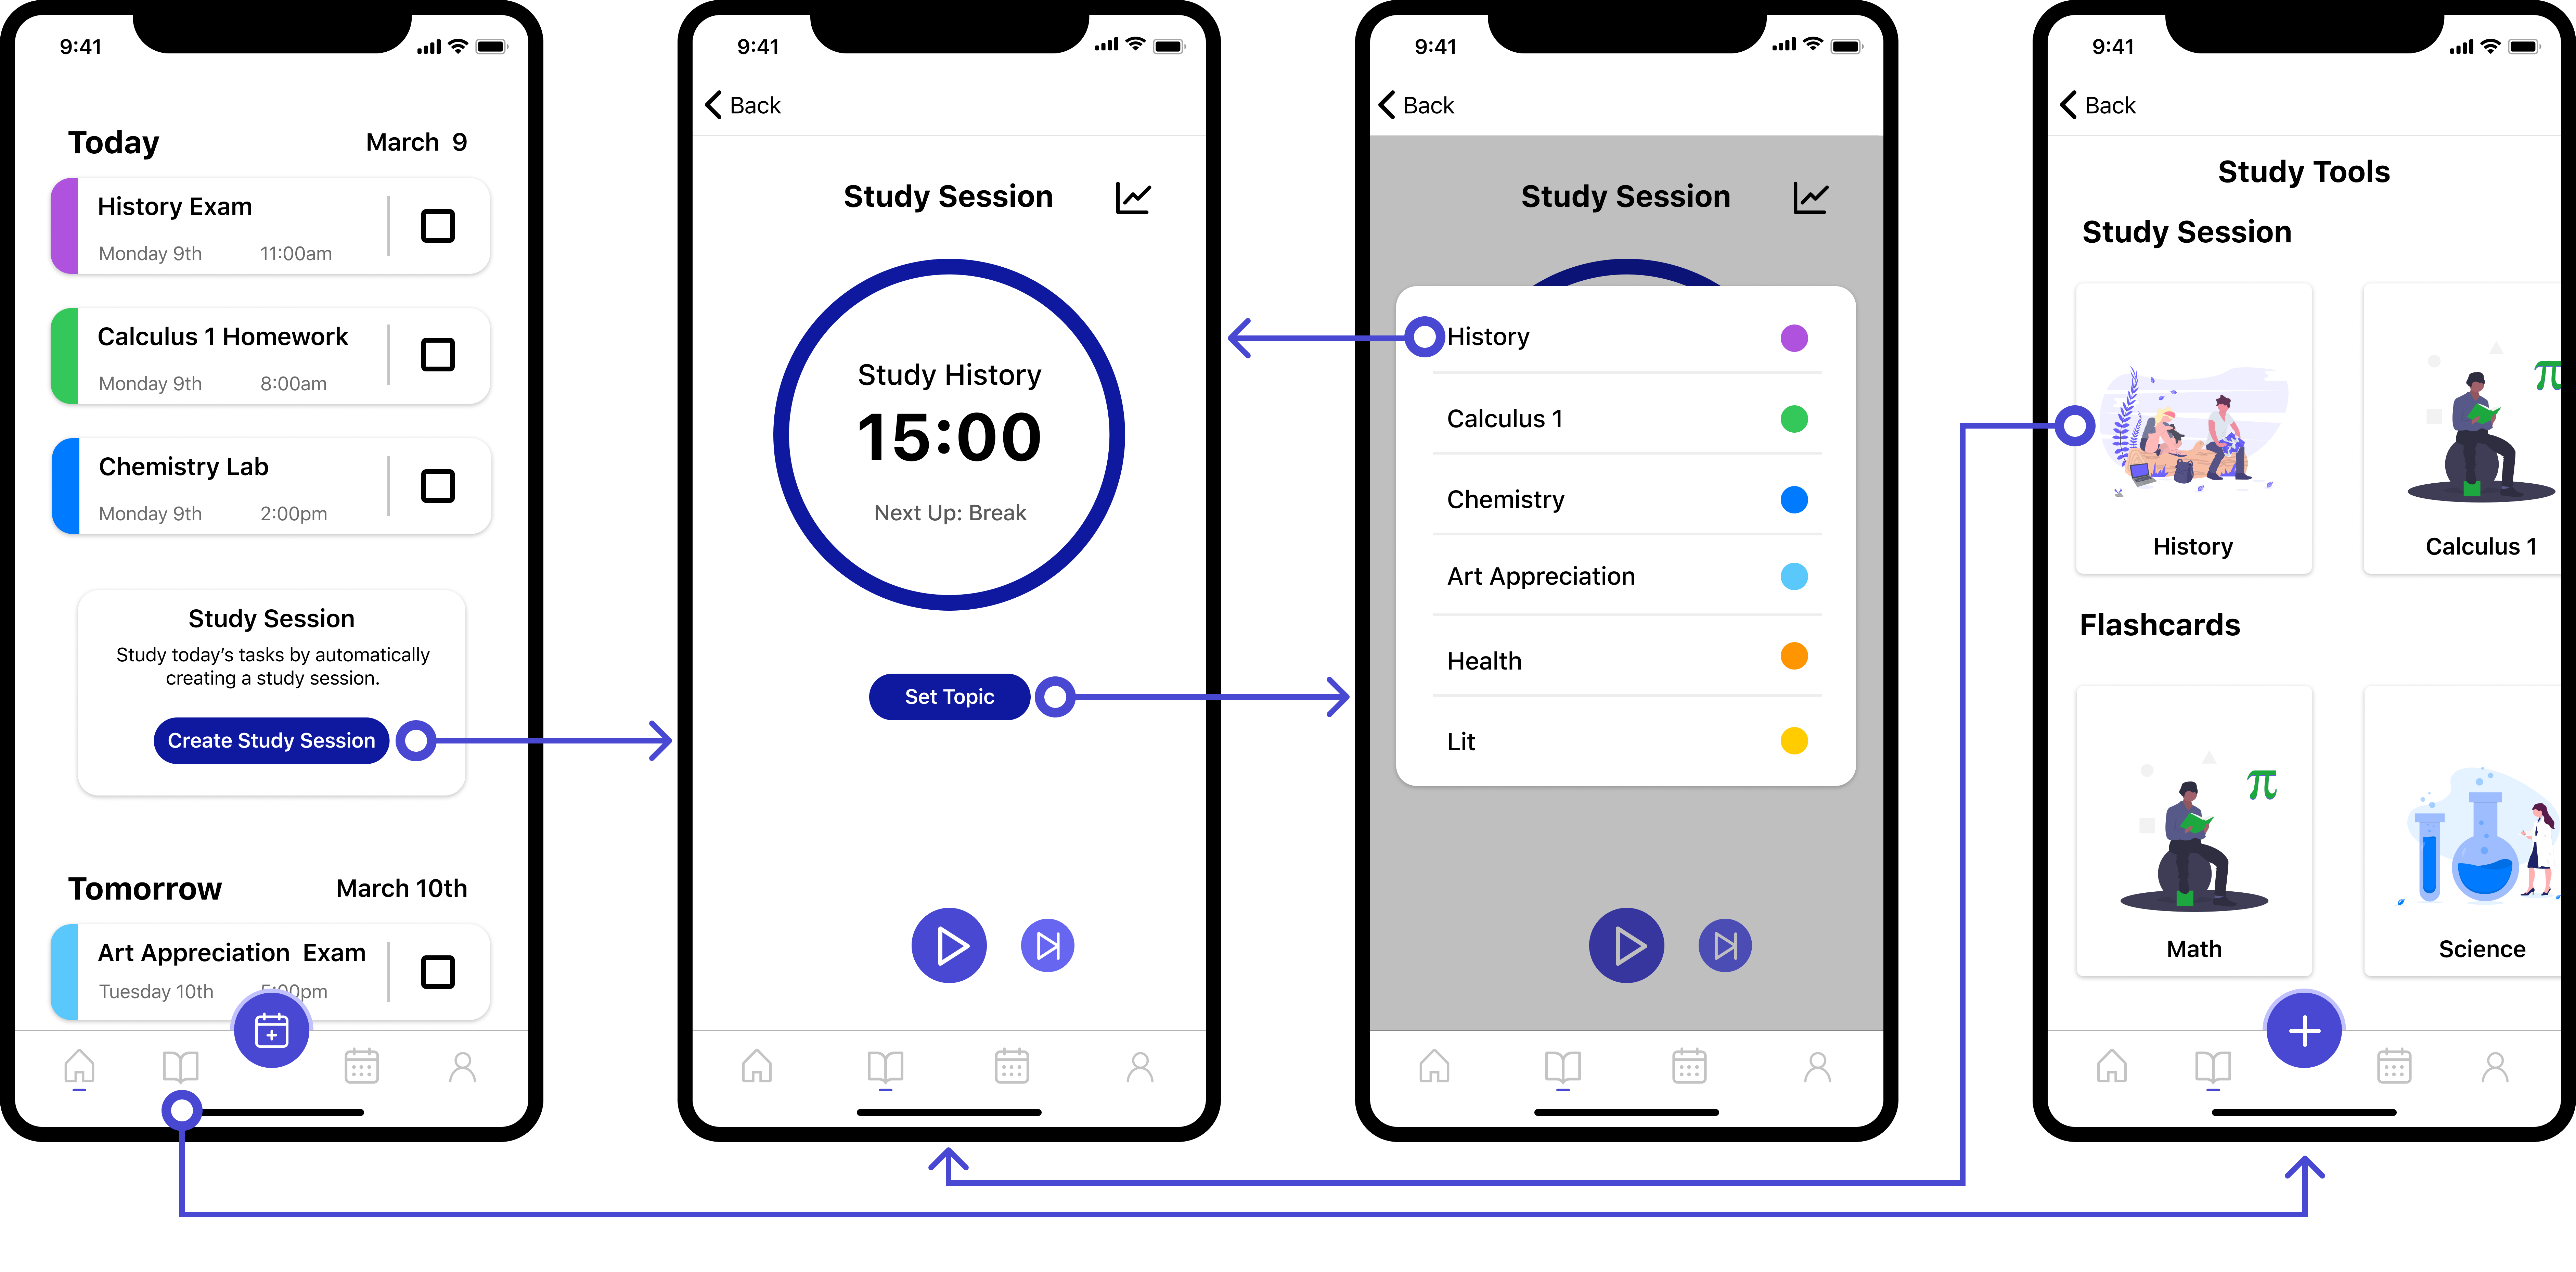 9:41
Today March 9
History Exam
Monday 9th 11:00am
Calculus 1 Homework
Monday 9th 8:00am
Chemistry Lab
Monday 9th 2:00pm
Study Session
Study today's tasks by automatically
creating a study session.
Create Study Session
Tomorrow March 10th
Art Appreciation Exam
Tuesday 10th 5:00pm
9:41
Back
Study Session
Study History
15:00
Next Up: Break
Set Topic
9:41
Back
Study Session
History
Calculus 1
Chemistry
Art Appreciation
Health
Lit
9:41
Back
Study Tools
Study Session
π
History Calculus 1
Flashcards
π
Math Science